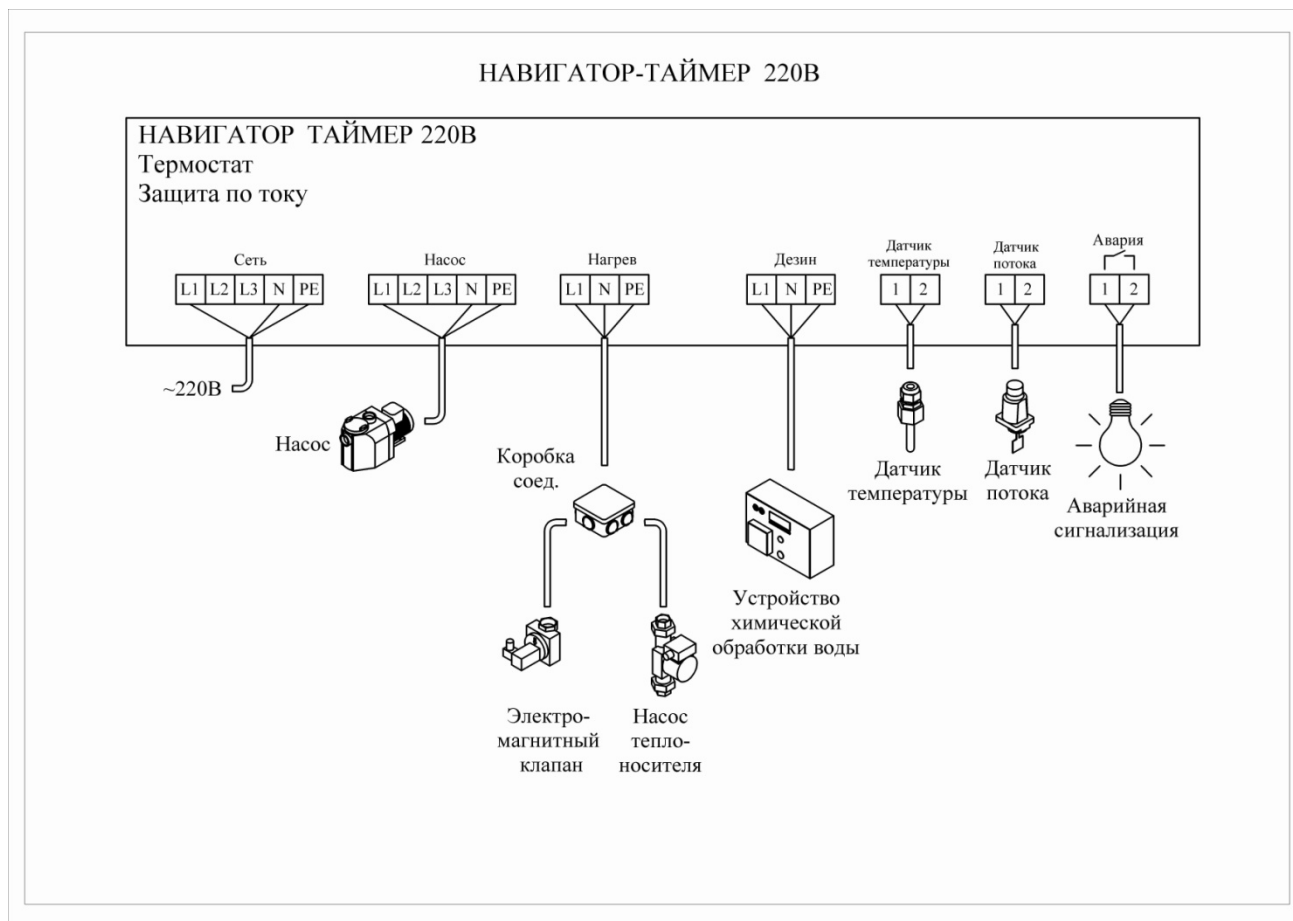 НАВИГАТОР-ТАЙМЕР 220В
НАВИГАТОР ТАЙМЕР 220В
Термостат
Защита по току
Сеть
L1 L2 L3 N PE
Насос
L1 L2 L3 N PE
Нагрев
L1 N PE
Дезин
L1 N PE
Датчик
температуры
1 2
Датчик
потока
1 2
Авария
1 2
~220В
Насос
Коробка
соед.
Электро-
магнитный
клапан
Насос
тепло-
носителя
Устройство
химической
обработки воды
Датчик
температуры
Датчик
потока
Аварийная
сигнализация